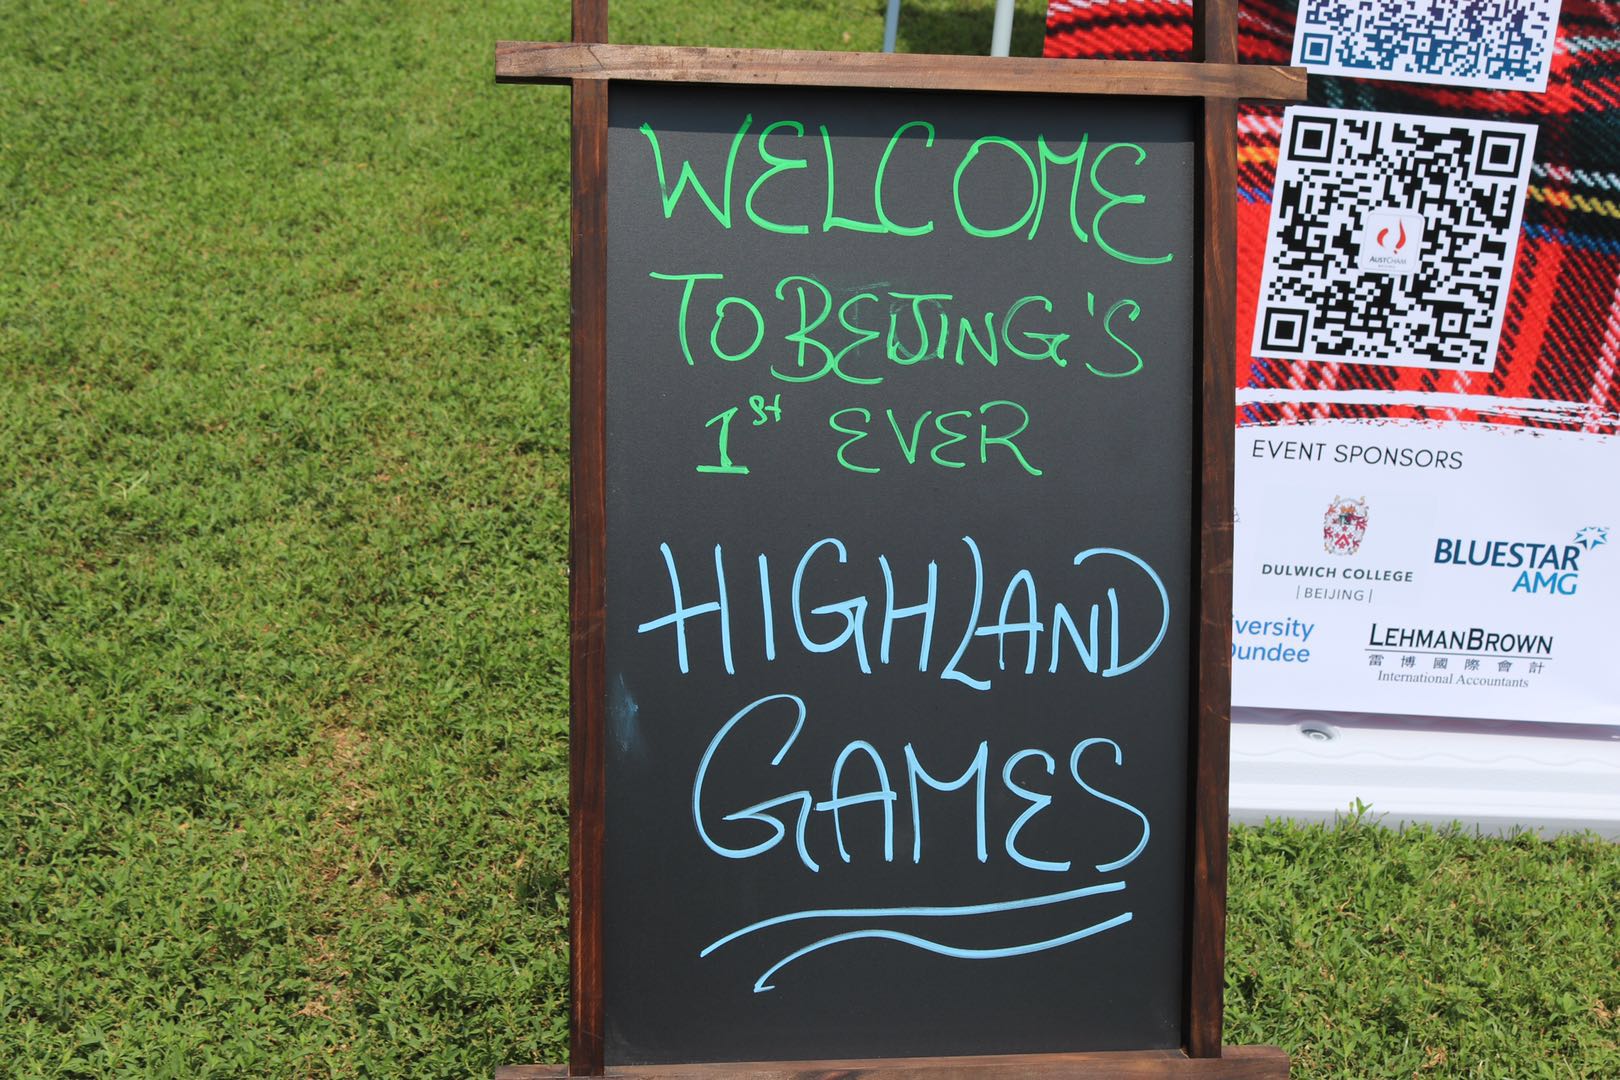 WELCOME
TO BEIJING'S
1st EVER
HIGHLAND
GAMES
AUSTCHAM
EVENT SPONSORS
DULWICH COLLEGE
| BEIJING |
BLUESTAR
AMG
versity
Dundee
LEHMANBROWN
雷博國際會計
International Accountants